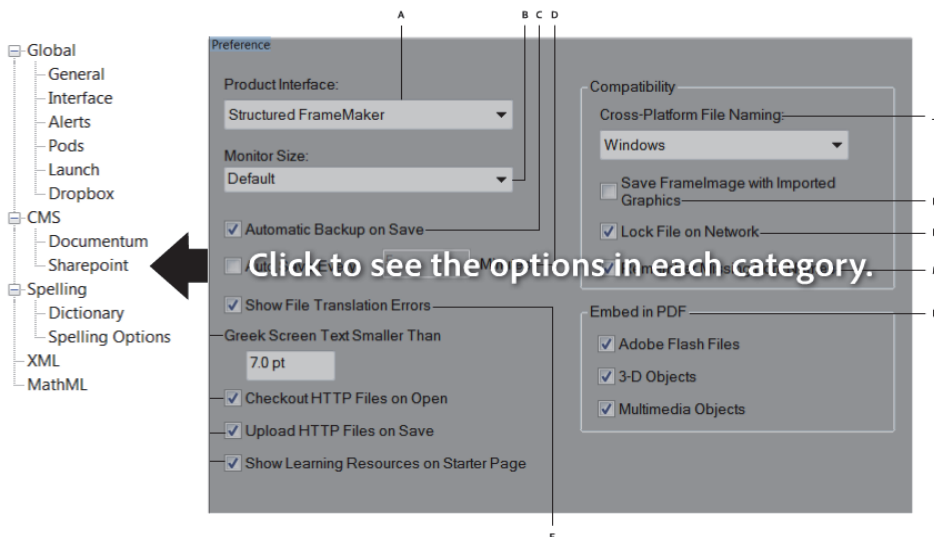 A
B C D
Global
General
Interface
Alerts
Pods
Launch
Dropbox
CMS
Documentum
Sharepoint
Spelling
Dictionary
Spelling Options
XML
MathML
Preference
Product Interface:
Structured FrameMaker
Monitor Size:
Default
Automatic Backup on Save
Click to see the options in each category.
Show File Translation Errors
Greek Screen Text Smaller Than
7.0 pt
Checkout HTTP Files on Open
Upload HTTP Files on Save
Show Learning Resources on Starter Page
Compatibility
Cross-Platform File Naming:
Windows
Save FrameImage with Imported
Graphics
Lock File on Network
Embed in PDF
Adobe Flash Files
3-D Objects
Multimedia Objects